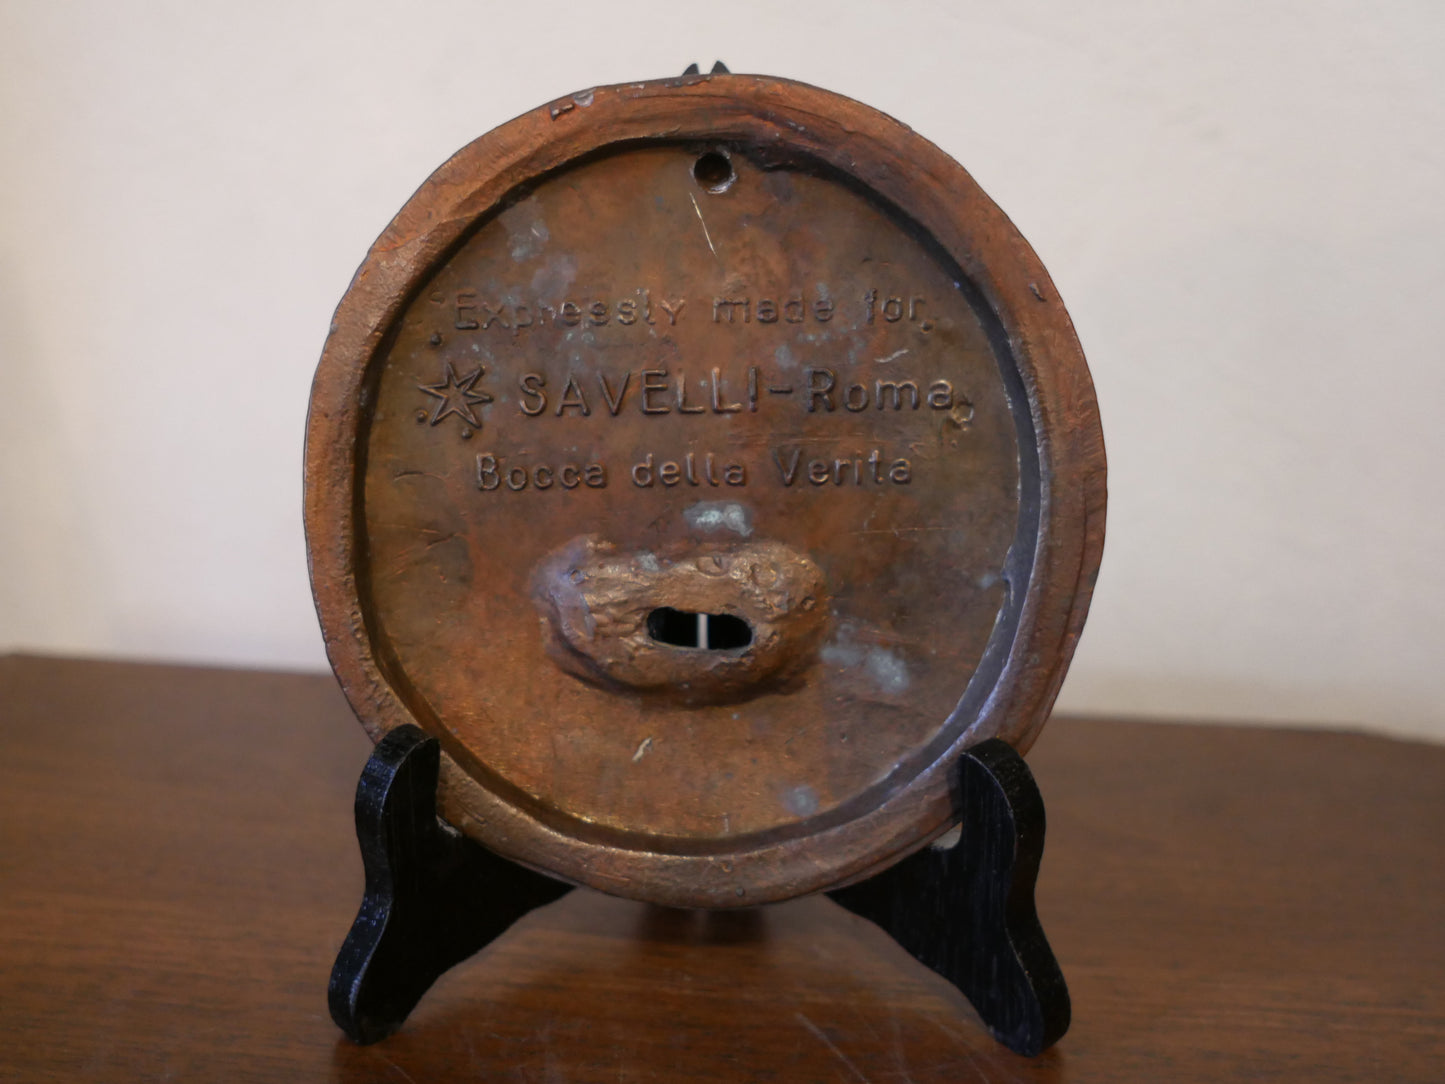 Expressly made for
SAVELLI-Roma
Bocca della Verita